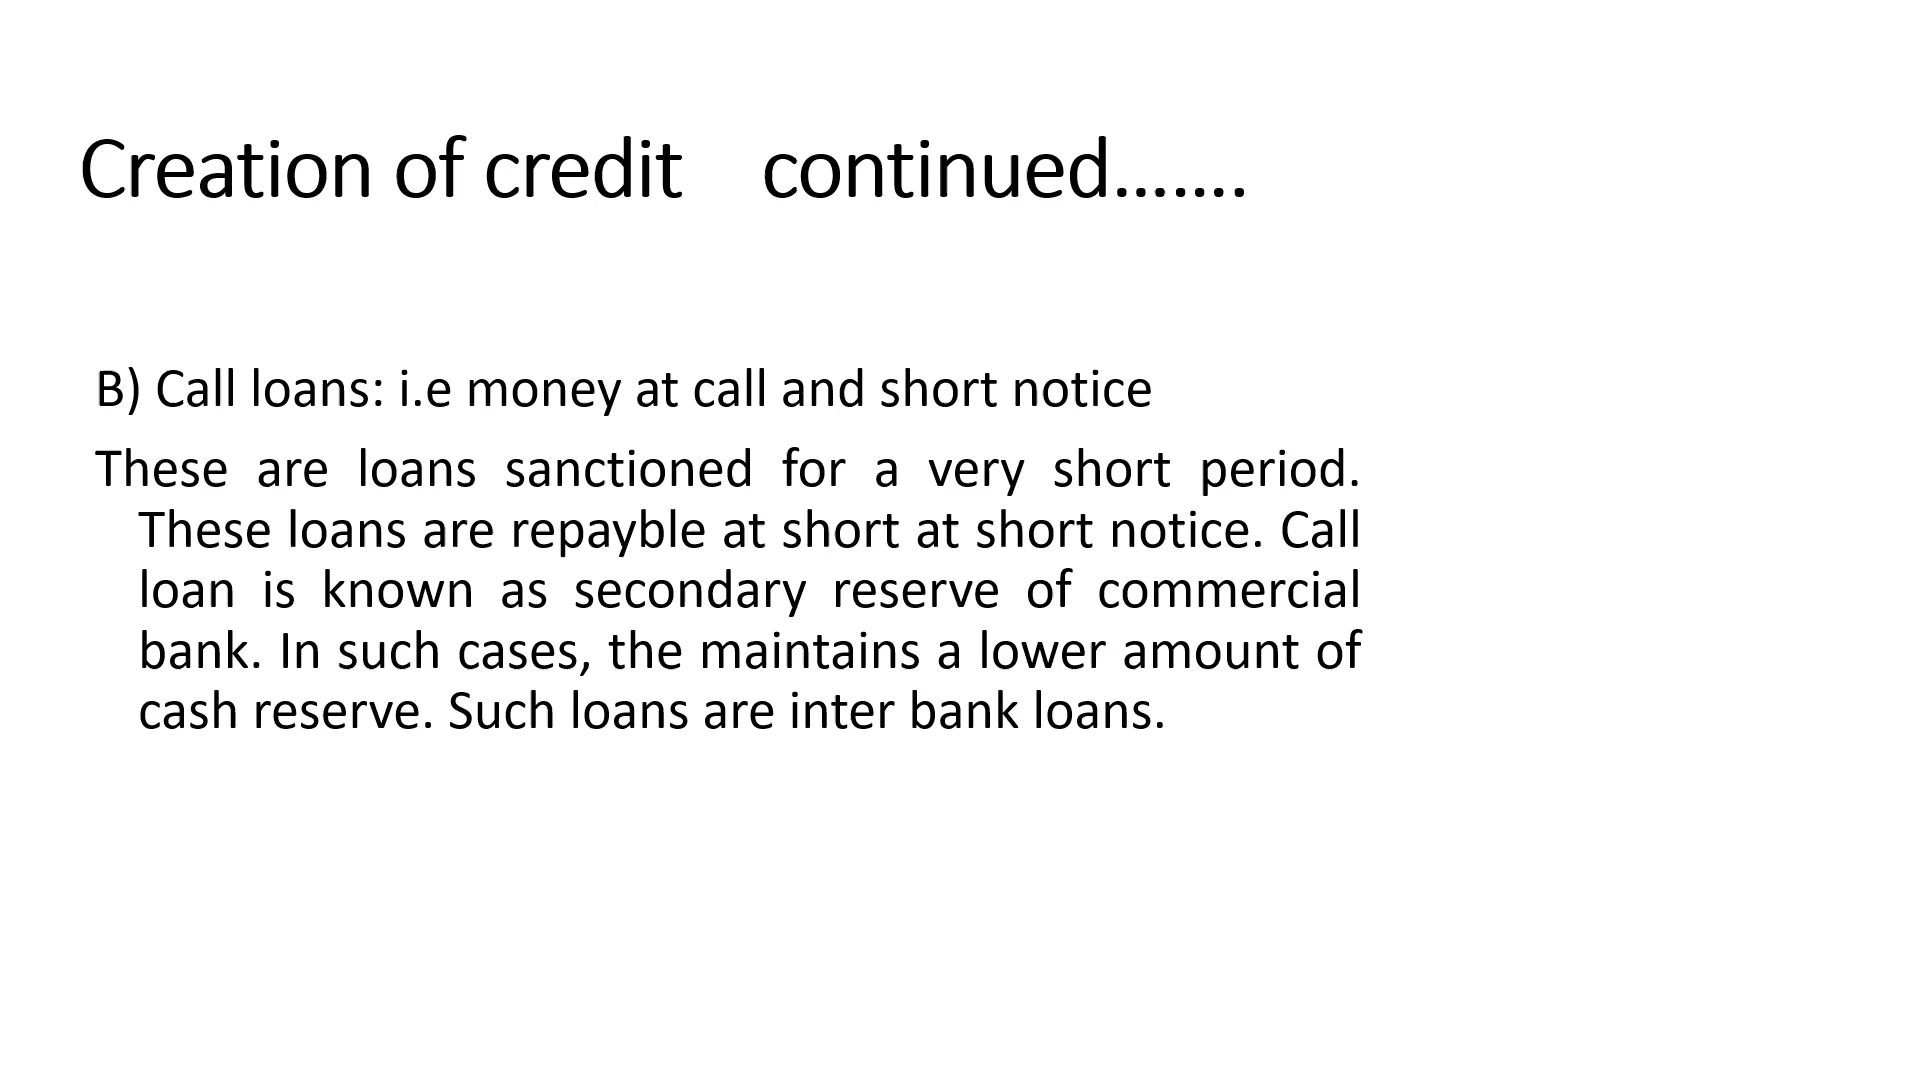 Creation of credit continued.......
B) Call loans: i.e money at call and short notice
These are loans sanctioned for a very short period.
These loans are repayble at short at short notice. Call
loan is known as secondary reserve of commercial
bank. In such cases, the maintains a lower amount of
cash reserve. Such loans are inter bank loans.